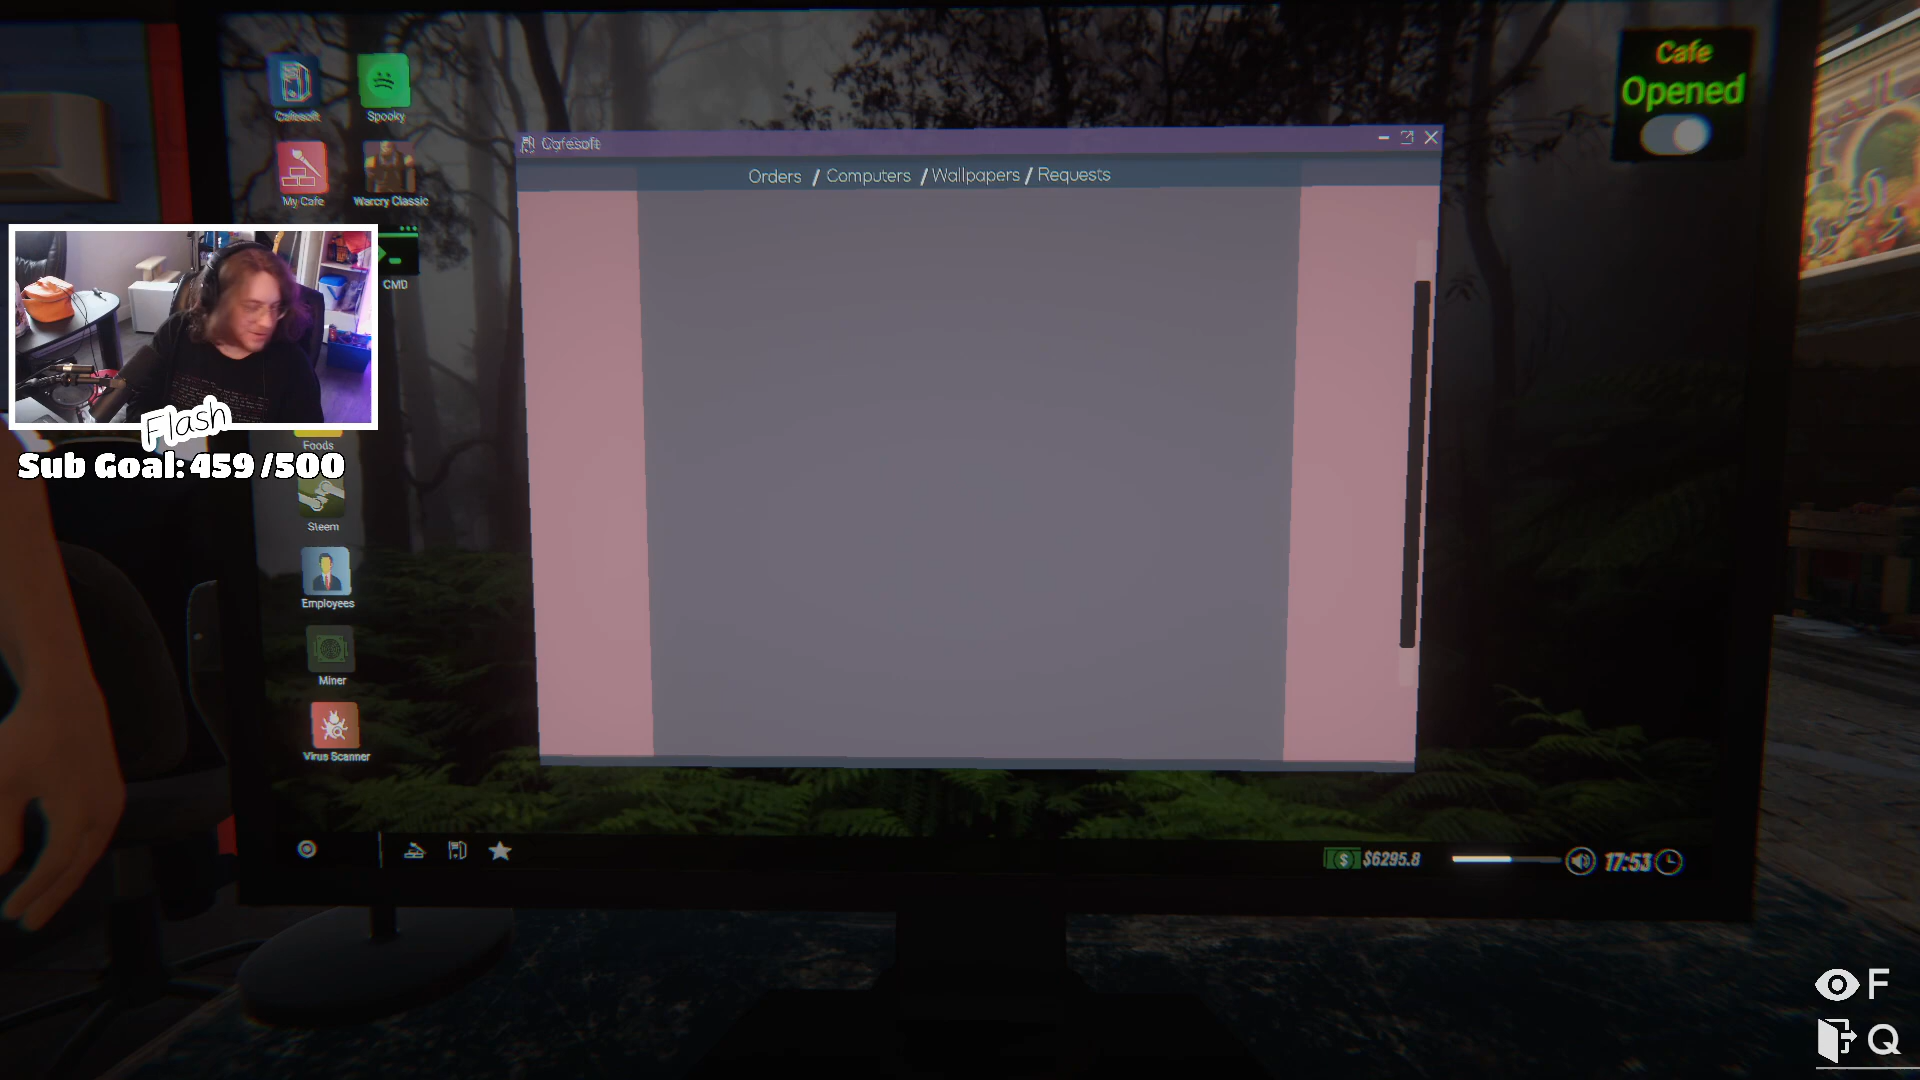 Cafe
Opened
Cafesoft
Spooky
Cafesoft
Orders / Computers / Wallpapers / Requests
My Cafe
Warcry Classic
CMD
Flash
Foods
Sub Goal: 459 /500
Sleem
Employees
Miner
Virus Scanner
$6295.8
17:53
F
Q